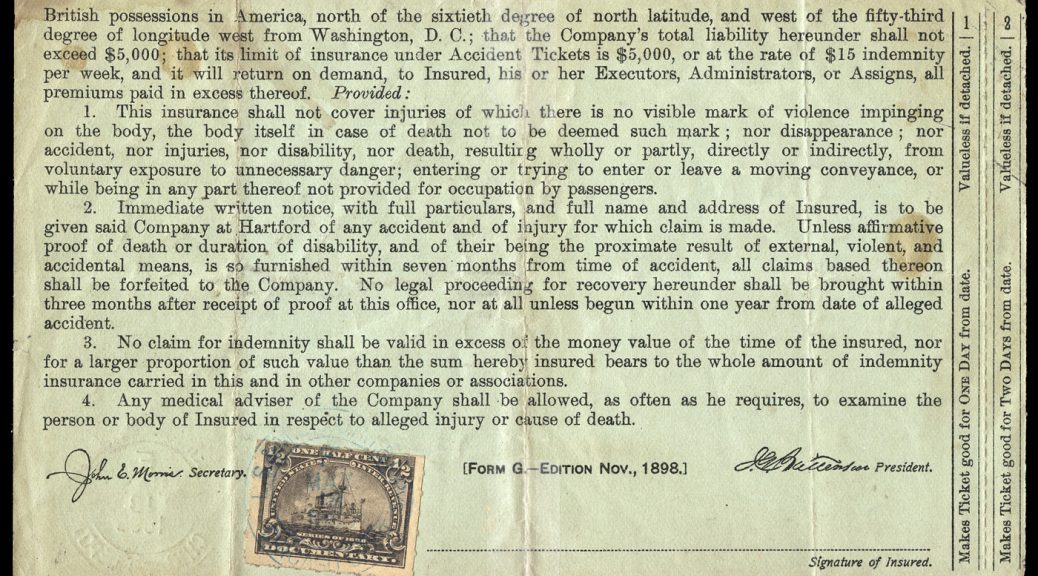 British possessions in America, north of the sixtieth degree of north latitude, and west of the fifty-third
degree of longitude west from Washington, D. C.; that the Company's total liability hereunder shall not
exceed $5,000; that its limit of insurance under Accident Tickets is $5,000, or at the rate of $15 indemnity
per week, and it will return on demand, to Insured, his or her Executors, Administrators, or Assigns, all
premiums paid in excess thereof. Provided:
1. This insurance shall not cover injuries of which there is no visible mark of violence impinging
on the body, the body itself in case of death not to be deemed such mark; nor disappearance; nor
accident, nor injuries, nor disability, nor death, resulting wholly or partly, directly or indirectly, from
voluntary exposure to unnecessary danger; entering or trying to enter or leave a moving conveyance, or
while being in any part thereof not provided for occupation by passengers.
2. Immediate written notice, with full particulars, and full name and address of Insured, is to be
given said Company at Hartford of any accident and of injury for which claim is made. Unless affirmative
proof of death or duration of disability, and of their being the proximate result of external, violent, and
accidental means, is so furnished within seven months from time of accident, all claims based thereon
shall be forfeited to the Company. No legal proceeding for recovery hereunder shall be brought within
three months after receipt of proof at this office, nor at all unless begun within one year from date of alleged
accident.
3. No claim for indemnity shall be valid in excess of the money value of the time of the insured, nor
for a larger proportion of such value than the sum hereby insured bears to the whole amount of indemnity
insurance carried in this and in other companies or associations.
4. Any medical adviser of the Company shall be allowed, as often as he requires, to examine the
person or body of Insured in respect to alleged injury or cause of death.
John E. Morris Secretary.
[FORM G.—EDITION NOV., 1898.]
President.
1/2 ONE HALF CENT 1/2
UNITED STATES INTERNAL REVENUE
SERIES OF 1898
DOCUMENTARY.
Signature of Insured.
Makes Ticket good for ONE DAY from date. Valueless if detached. 1
Makes Ticket good for TWO DAYS from date. Valueless if detached. 2